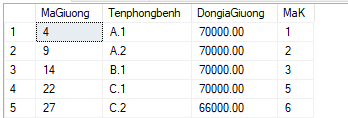 MaGiuong Tenphongbenh DongiaGiuong MaK
1 4 A.1 70000.00 1
2 9 A.2 70000.00 2
3 14 B.1 70000.00 3
4 22 C.1 70000.00 5
5 27 C.2 66000.00 6